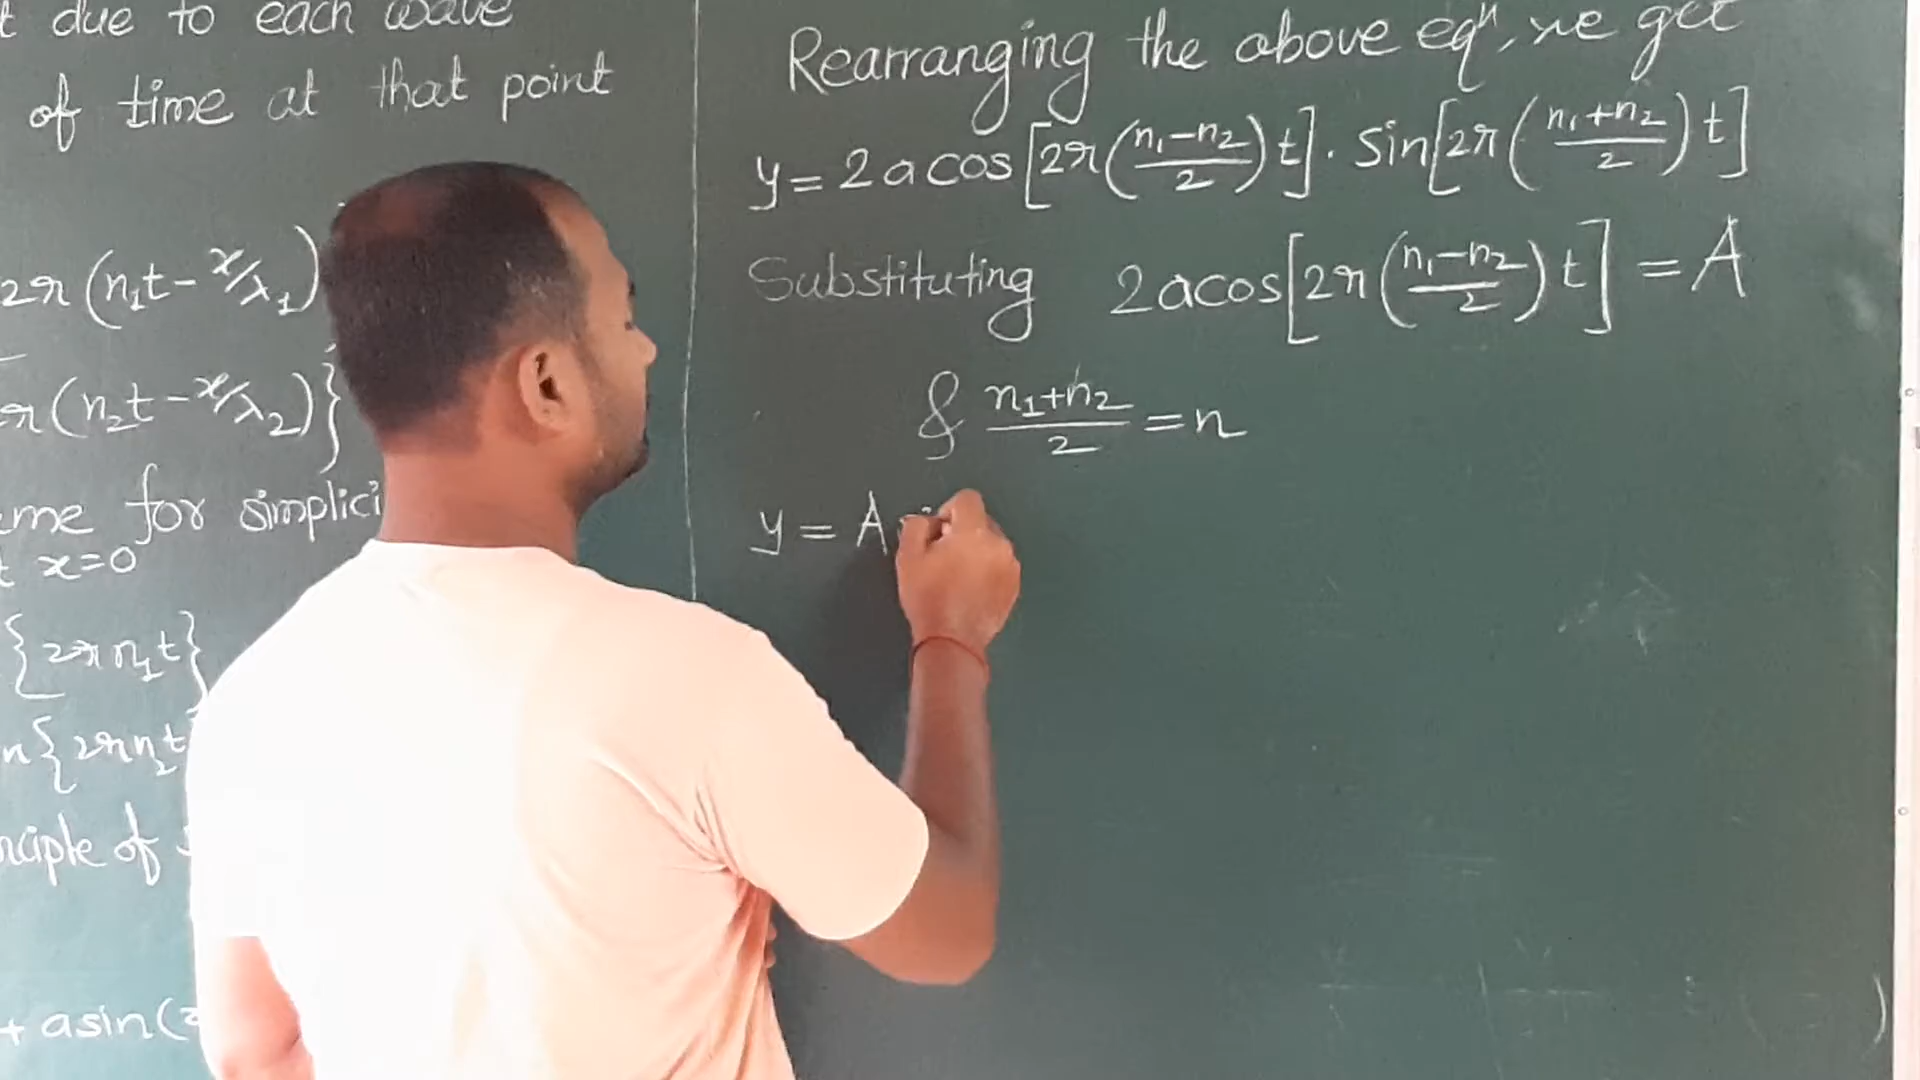 t due to each wave
of time at that point
2π(n₁t - x/λ₁)
π(n₂t - x/λ₂)}
me for simplici
t x=0
{2πn₁t}
n{2πn₂t
nciple of
+ asin(2
Rearranging the above eqⁿ, we get
y = 2a cos[2π((n₁-n₂)/2)t] . sin[2π((n₁+n₂)/2)t]
Substituting 2acos[2π((n₁-n₂)/2)t] = A
& (n₁+n₂)/2 = n
y = A